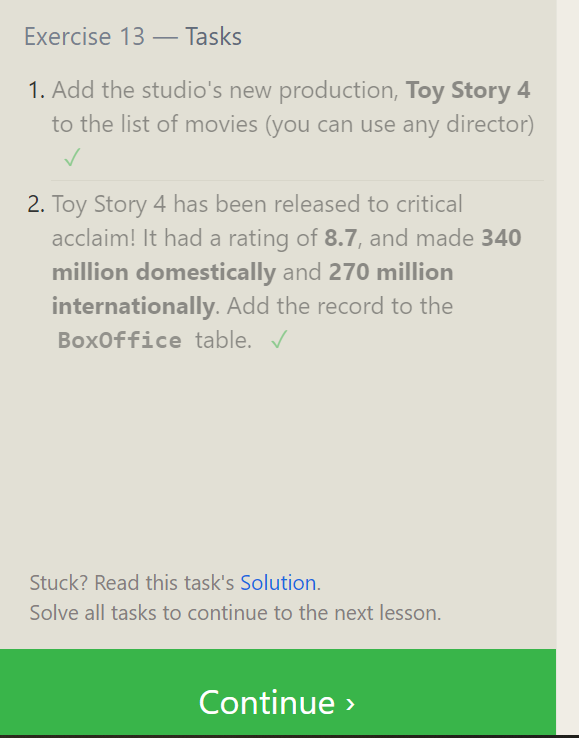 Exercise 13 — Tasks
1. Add the studio's new production, Toy Story 4
to the list of movies (you can use any director)
✓
2. Toy Story 4 has been released to critical
acclaim! It had a rating of 8.7, and made 340
million domestically and 270 million
internationally. Add the record to the
BoxOffice table. ✓
Stuck? Read this task's Solution.
Solve all tasks to continue to the next lesson.
Continue ›